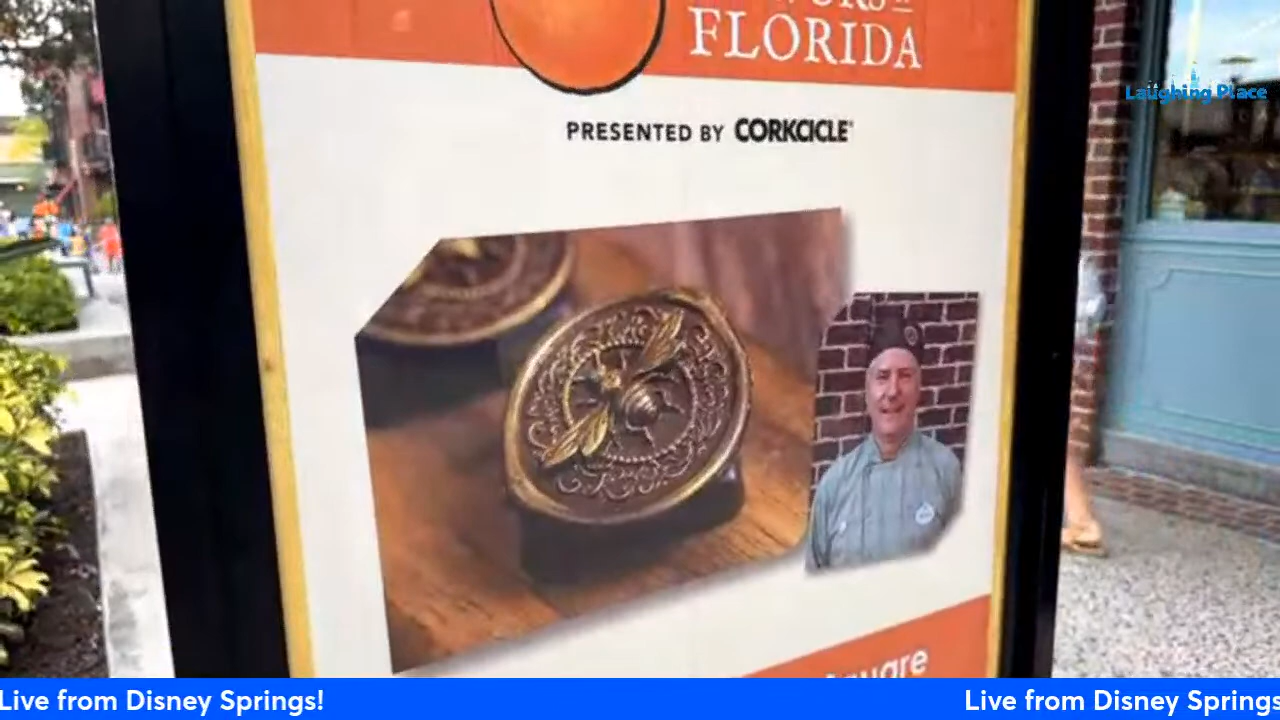 FLORIDA
Laughing Place
PRESENTED BY CORKCICLE
Live from Disney Springs!
Live from Disney Springs